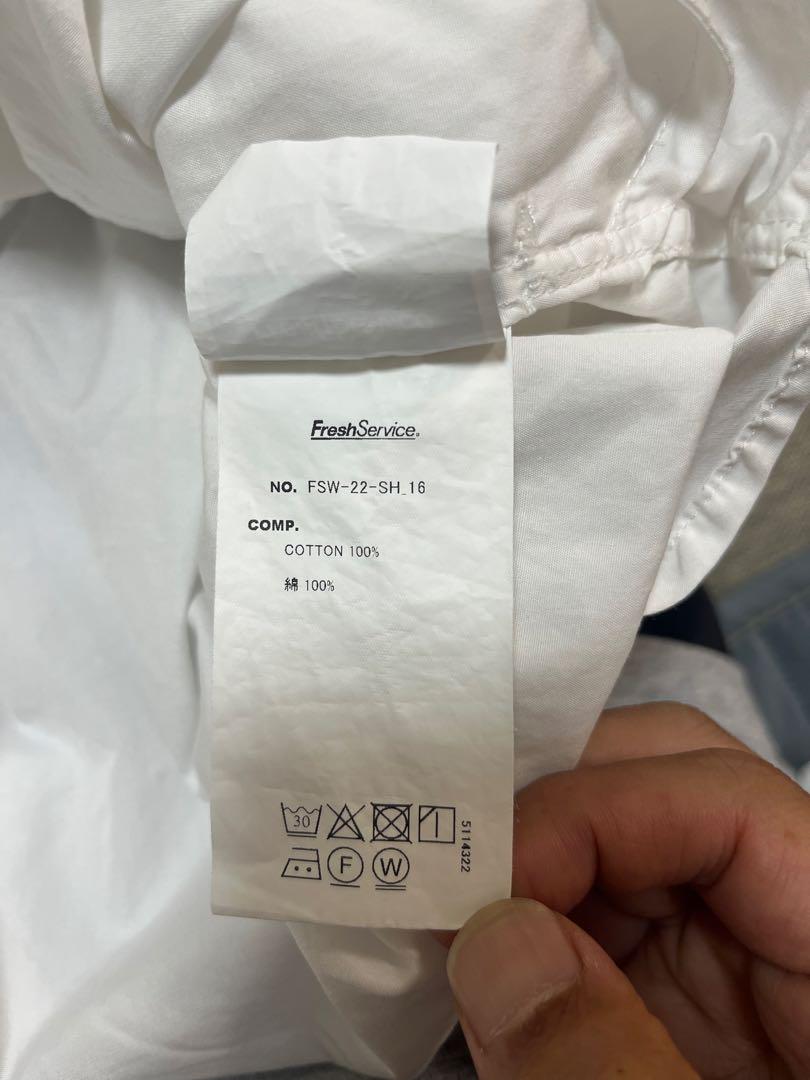 FreshService®
NO. FSW-22-SH_16
COMP.
COTTON 100%
綿 100%
30
5114322
F W